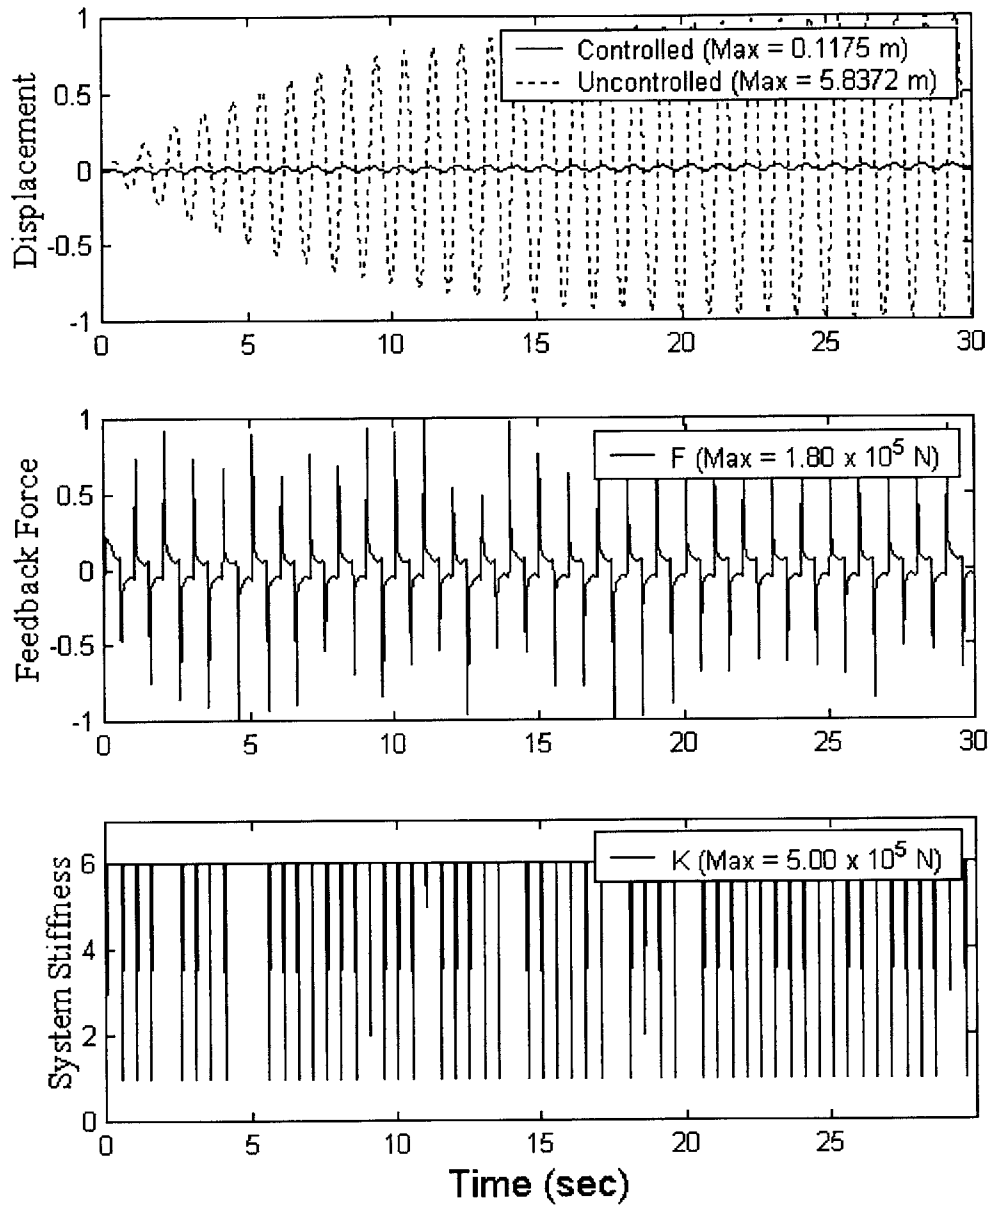 Displacement
1
0.5
0
-0.5
-1
Controlled (Max = 0.1175 m)
Uncontrolled (Max = 5.8372 m)
0 5 10 15 20 25 30
Feedback Force
1
0.5
0
-0.5
-1
F (Max = 1.80 x 10^5 N)
0 5 10 15 20 25 30
System Stiffness
6
4
2
0
K (Max = 5.00 x 10^5 N)
0 5 10 15 20 25
Time (sec)